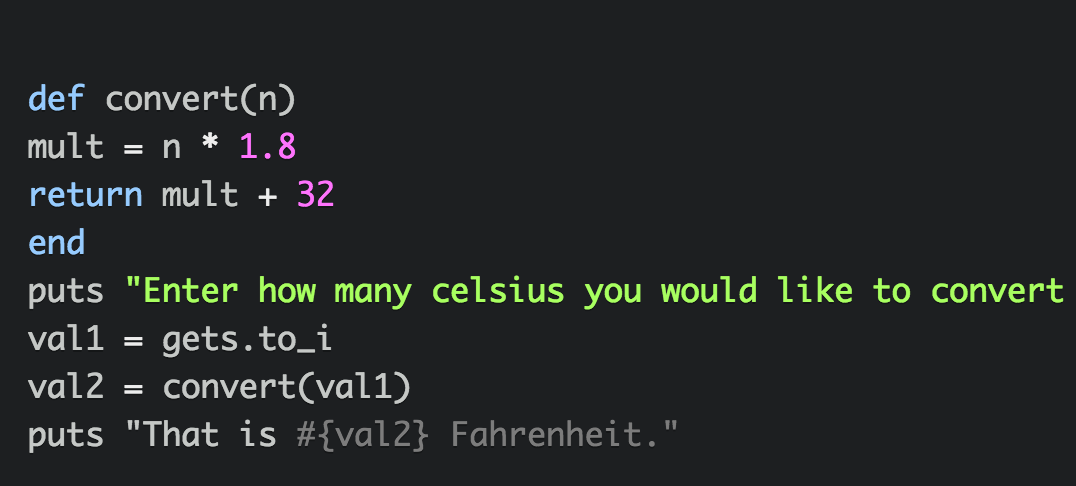 def convert(n)
mult = n * 1.8
return mult + 32
end
puts "Enter how many celsius you would like to convert
val1 = gets.to_i
val2 = convert(val1)
puts "That is #{val2} Fahrenheit."